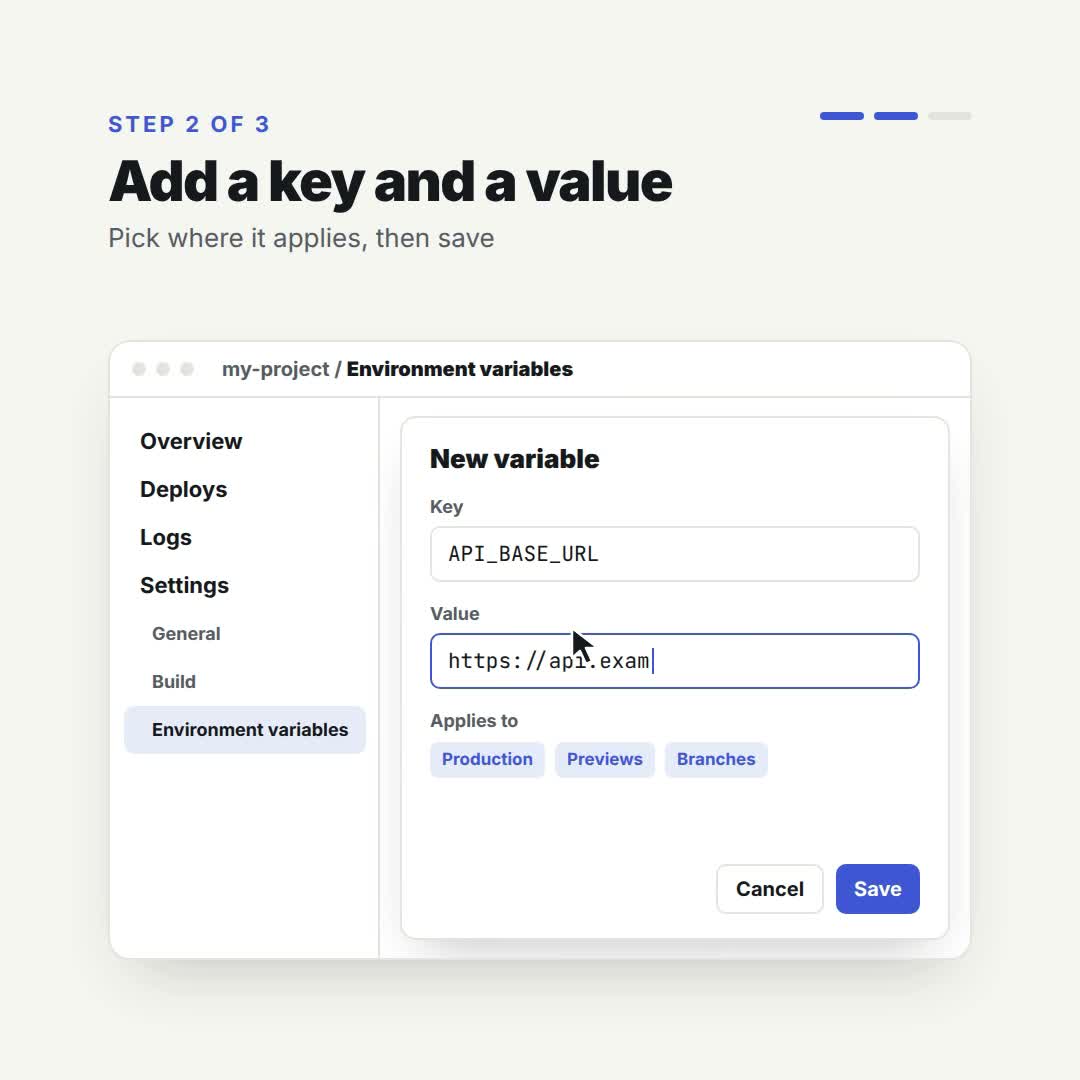 STEP 2 OF 3
Add a key and a value
Pick where it applies, then save
my-project / Environment variables
Overview
Deploys
Logs
Settings
General
Build
Environment variables
New variable
Key
API_BASE_URL
Value
https://api.exam
Applies to
Production Previews Branches
Cancel Save